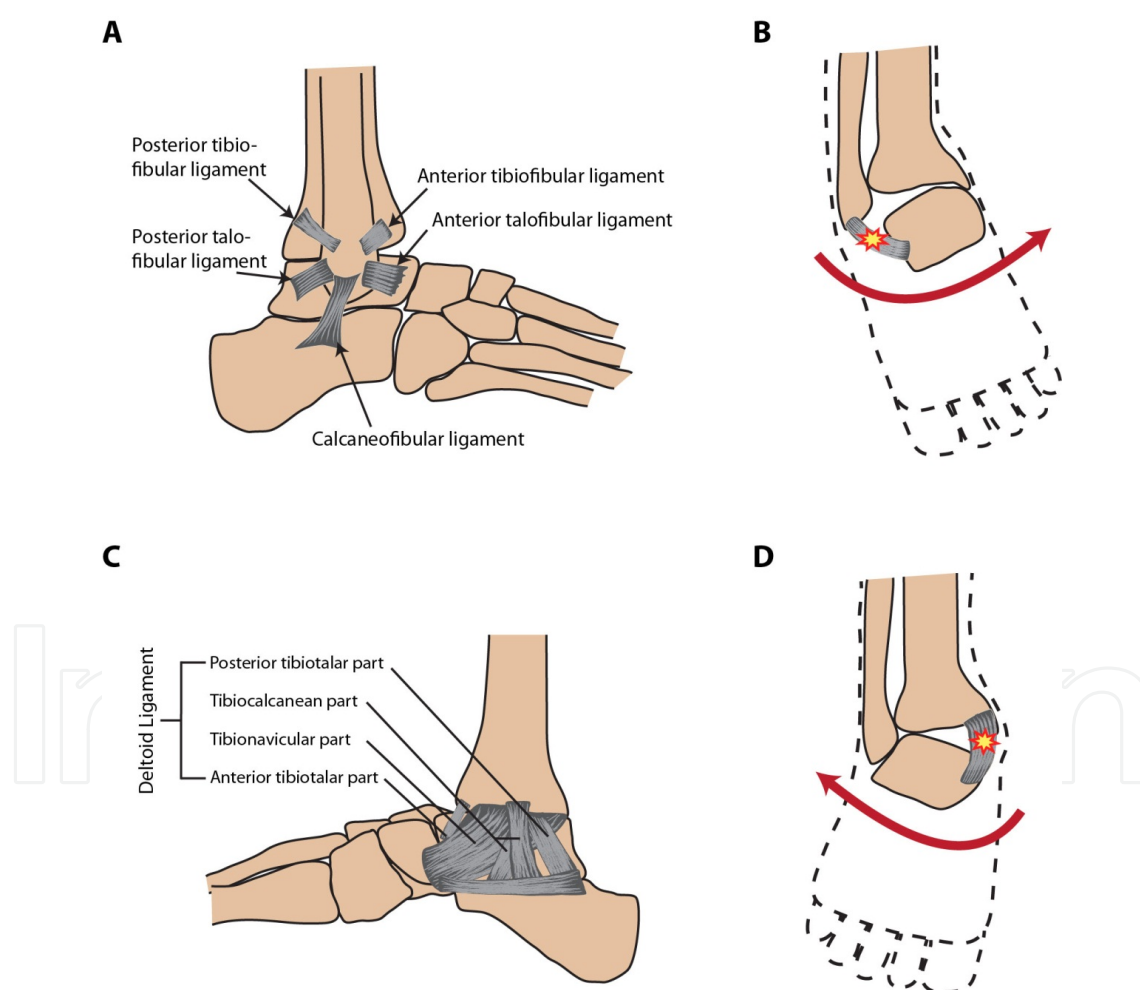 A
B
Posterior tibio-
fibular ligament
Anterior tibiofibular ligament
Anterior talofibular ligament
Posterior talo-
fibular ligament
Calcaneofibular ligament
C
D
Deltoid Ligament
Posterior tibiotalar part
Tibiocalcanean part
Tibionavicular part
Anterior tibiotalar part